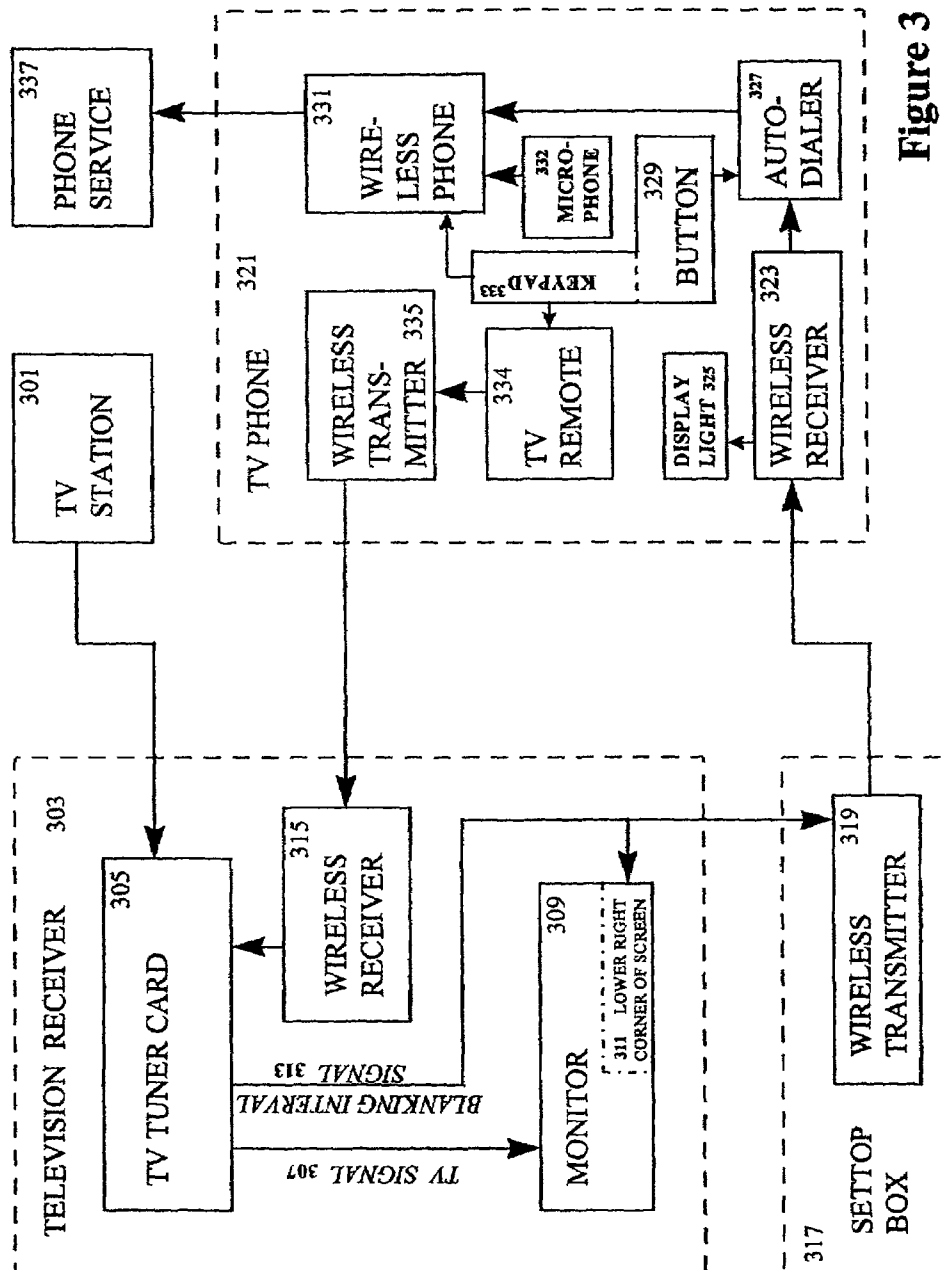 TELEVISION RECEIVER 303
TV TUNER CARD
305
TV SIGNAL 307
BLANKING INTERVAL
SIGNAL 313
WIRELESS
RECEIVER
315
MONITOR
309
311 LOWER RIGHT
CORNER OF SCREEN
317
SETTOP
BOX
WIRELESS
TRANSMITTER
319
TV
STATION
301
PHONE
SERVICE
337
TV PHONE 321
WIRELESS
TRANS-
MITTER 335
TV
REMOTE
334
WIRE-
LESS
PHONE
331
332
MICRO-
PHONE
KEYPAD 333
329
BUTTON
DISPLAY
LIGHT 325
WIRELESS
RECEIVER
323
AUTO-
DIALER
327
Figure 3